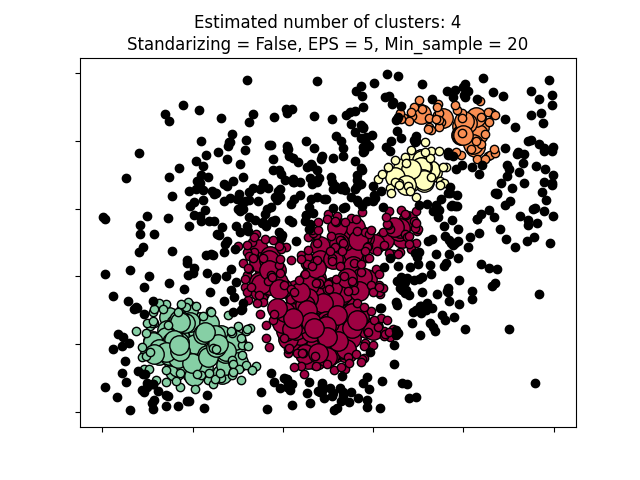 Estimated number of clusters: 4
Standarizing = False, EPS = 5, Min_sample = 20